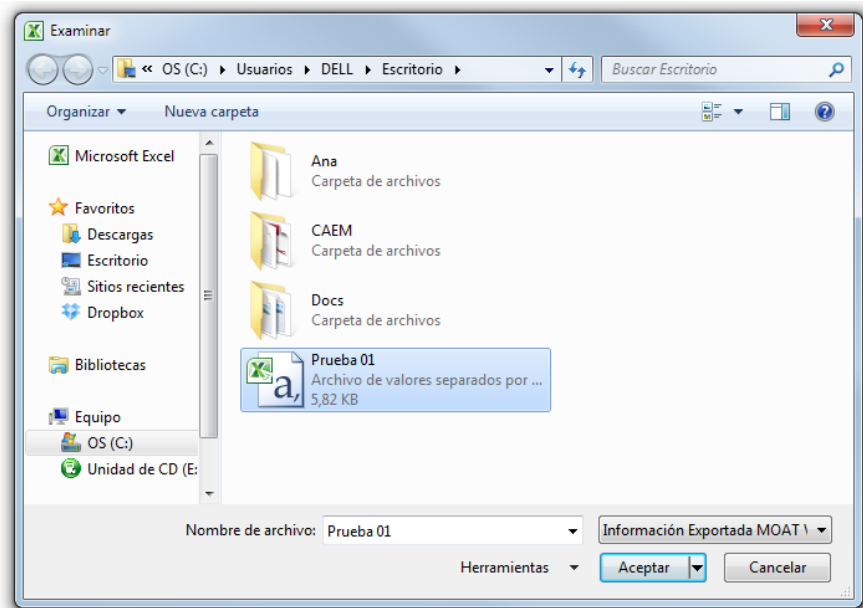 Examinar
« OS (C:) ▸ Usuarios ▸ DELL ▸ Escritorio ▸
Buscar Escritorio
Organizar Nueva carpeta
Microsoft Excel
Favoritos
Descargas
Escritorio
Sitios recientes
Dropbox
Bibliotecas
Equipo
OS (C:)
Unidad de CD (E:
Ana
Carpeta de archivos
CAEM
Carpeta de archivos
Docs
Carpeta de archivos
Prueba 01
Archivo de valores separados por ...
5,82 KB
Nombre de archivo: Prueba 01
Información Exportada MOAT
Herramientas Aceptar Cancelar